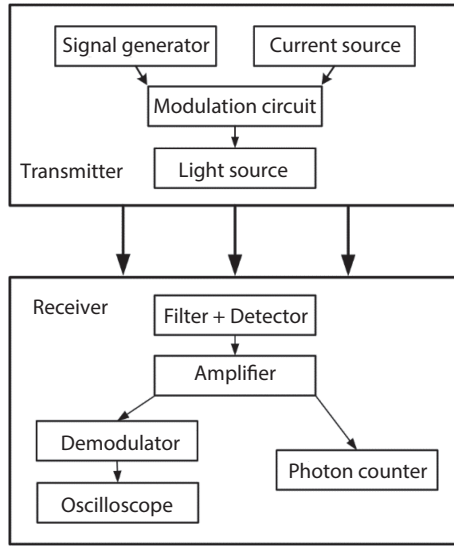 Signal generator
Current source
Modulation circuit
Light source
Transmitter
Receiver
Filter + Detector
Amplifier
Demodulator
Photon counter
Oscilloscope